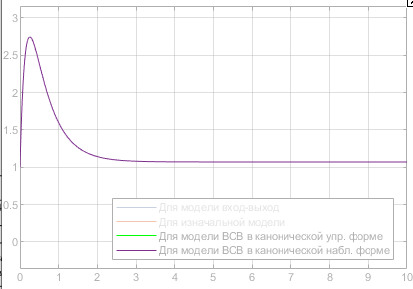 3
2.5
2
1.5
1
0.5
0
Для модели вход-выход
Для изначальной модели
Для модели ВСВ в канонической упр. форме
Для модели ВСВ в канонической набл. форме
0 1 2 3 4 5 6 7 8 9 10